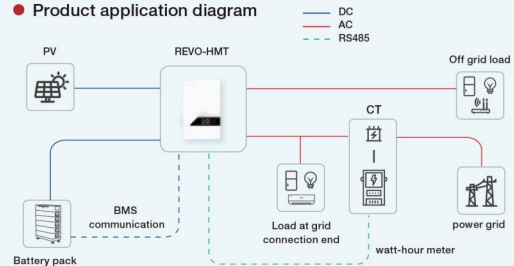 Product application diagram
DC
AC
RS485
PV
REVO-HMT
Off grid load
CT
BMS
communication
Load at grid
connection end
power grid
watt-hour meter
Battery pack